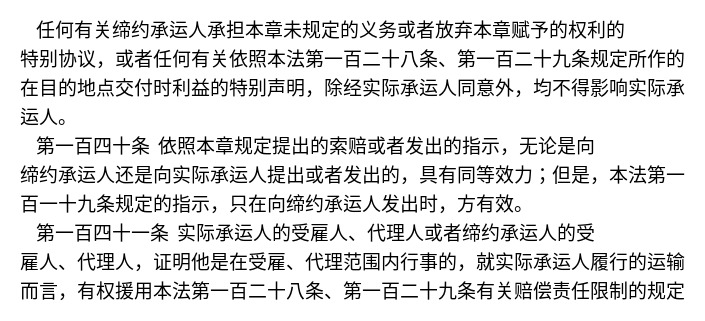 任何有关缔约承运人承担本章未规定的义务或者放弃本章赋予的权利的
特别协议，或者任何有关依照本法第一百二十八条、第一百二十九条规定所作的
在目的地点交付时利益的特别声明，除经实际承运人同意外，均不得影响实际承
运人。
第一百四十条 依照本章规定提出的索赔或者发出的指示，无论是向
缔约承运人还是向实际承运人提出或者发出的，具有同等效力；但是，本法第一
百一十九条规定的指示，只在向缔约承运人发出时，方有效。
第一百四十一条 实际承运人的受雇人、代理人或者缔约承运人的受
雇人、代理人，证明他是在受雇、代理范围内行事的，就实际承运人履行的运输
而言，有权援用本法第一百二十八条、第一百二十九条有关赔偿责任限制的规定